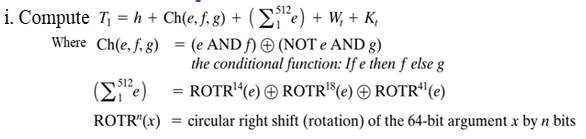 i. Compute T₁ = h + Ch(e, f, g) + (∑₁⁵¹²e) + Wₜ + Kₜ
Where Ch(e, f, g) = (e AND f) ⊕ (NOT e AND g)
the conditional function: If e then f else g
(∑₁⁵¹²e) = ROTR¹⁴(e) ⊕ ROTR¹⁸(e) ⊕ ROTR⁴¹(e)
ROTRⁿ(x) = circular right shift (rotation) of the 64-bit argument x by n bits